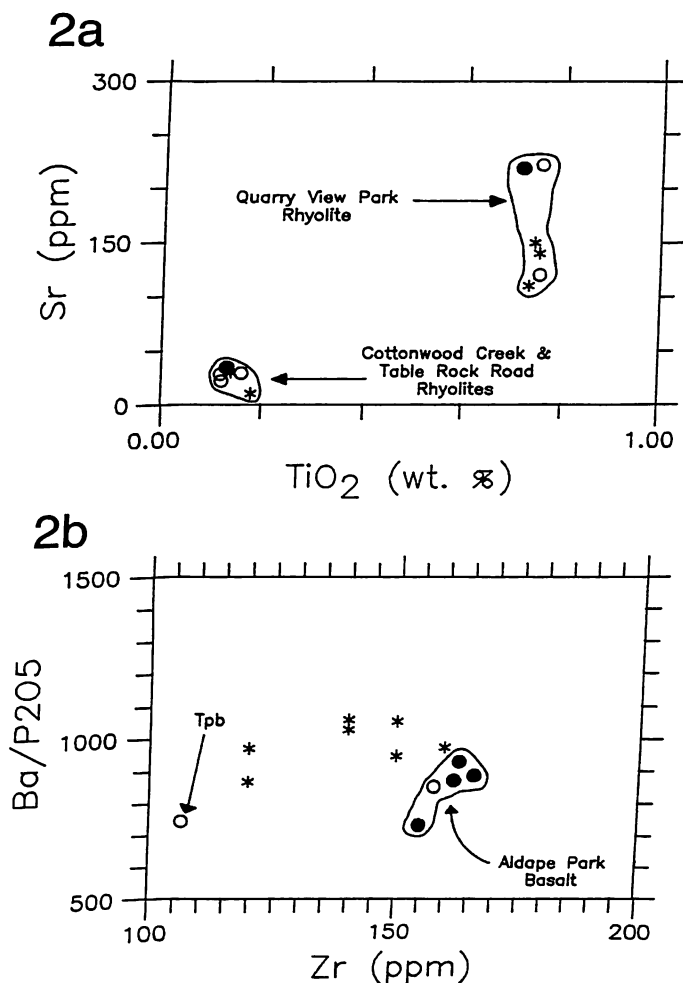 2a
300
150
0
Sr (ppm)
Quarry View Park
Rhyolite
Cottonwood Creek &
Table Rock Road
Rhyolites
0.00
1.00
TiO2 (wt. %)
2b
1500
1000
500
Ba/P2O5
Tpb
Aldape Park
Basalt
100
150
200
Zr (ppm)